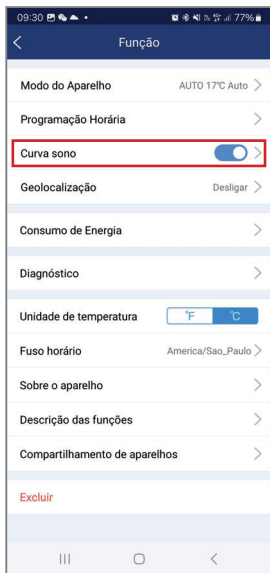 09:30 77%
Função
Modo do Aparelho AUTO 17℃ Auto
Programação Horária
Curva sono
Geolocalização Desligar
Consumo de Energia
Diagnóstico
Unidade de temperatura °F ℃
Fuso horário America/Sao_Paulo
Sobre o aparelho
Descrição das funções
Compartilhamento de aparelhos
Excluir